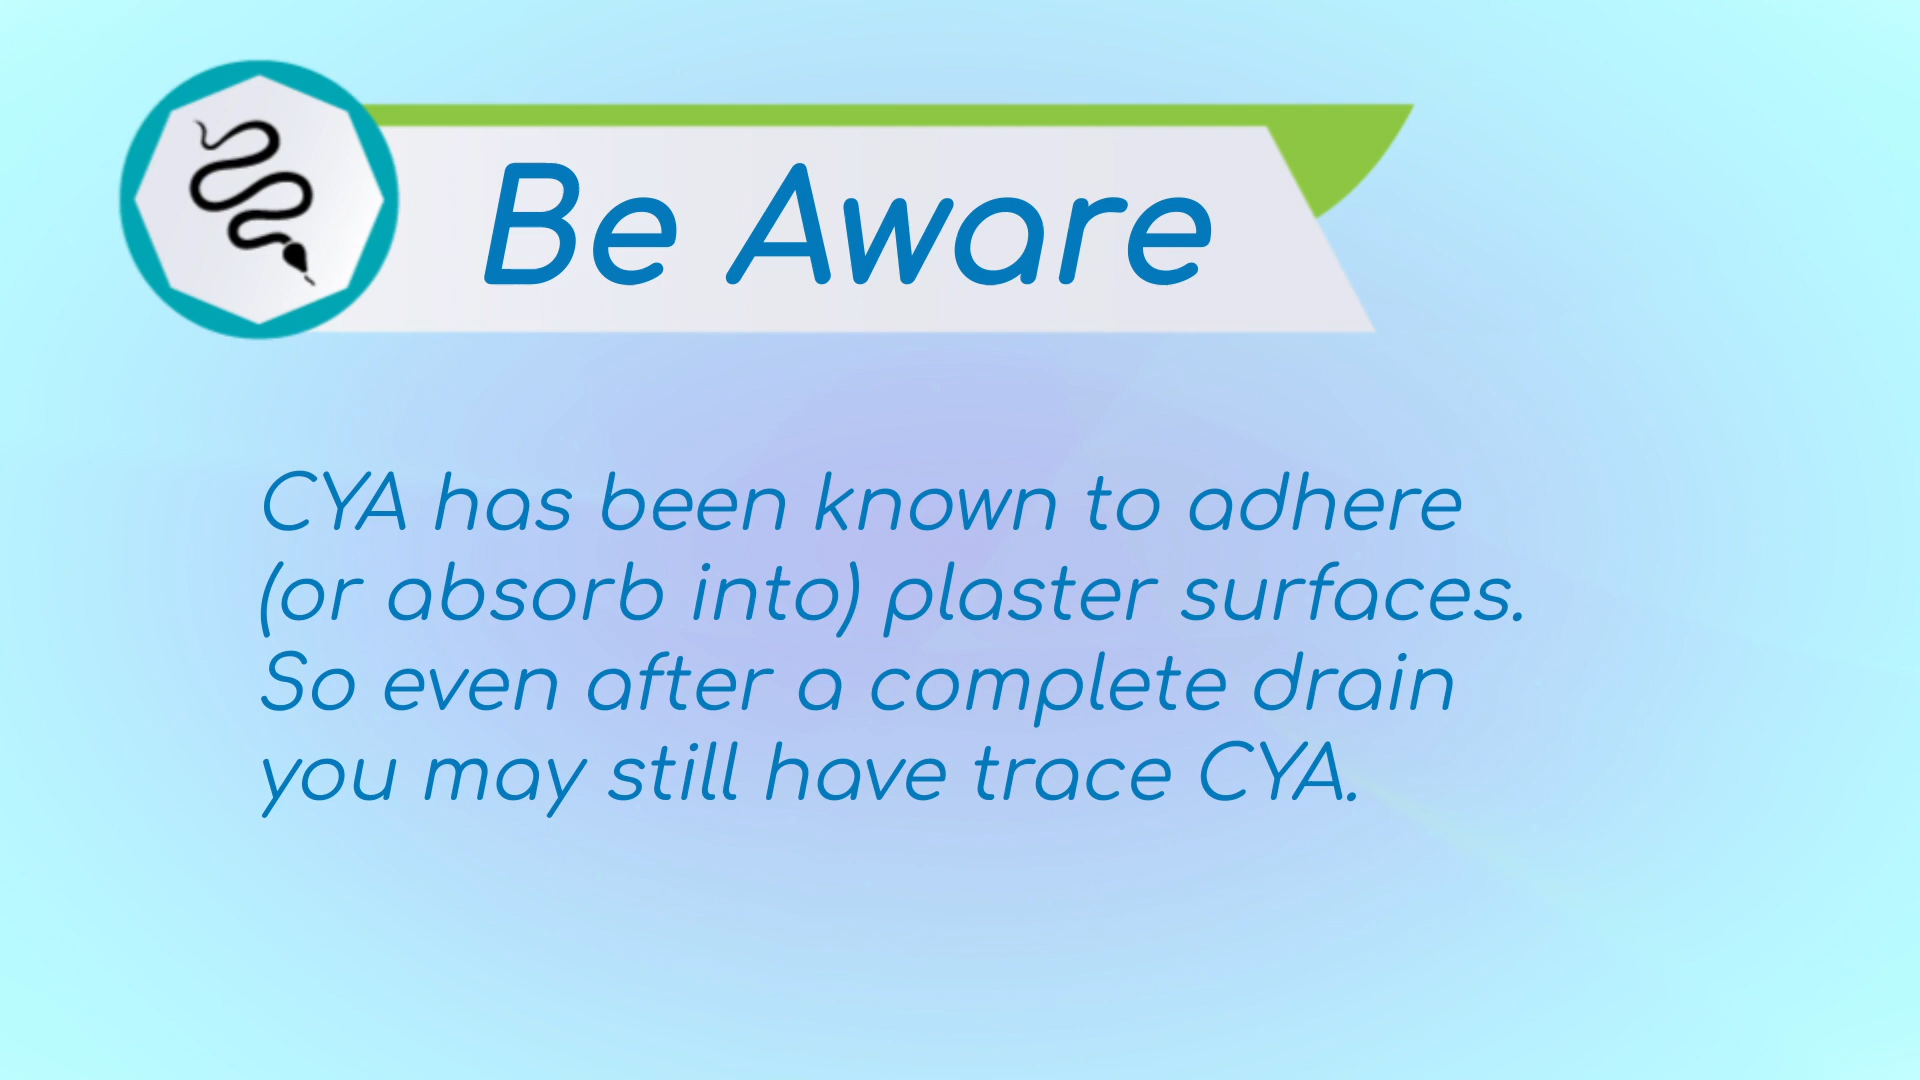 Be Aware
CYA has been known to adhere
(or absorb into) plaster surfaces.
So even after a complete drain
you may still have trace CYA.